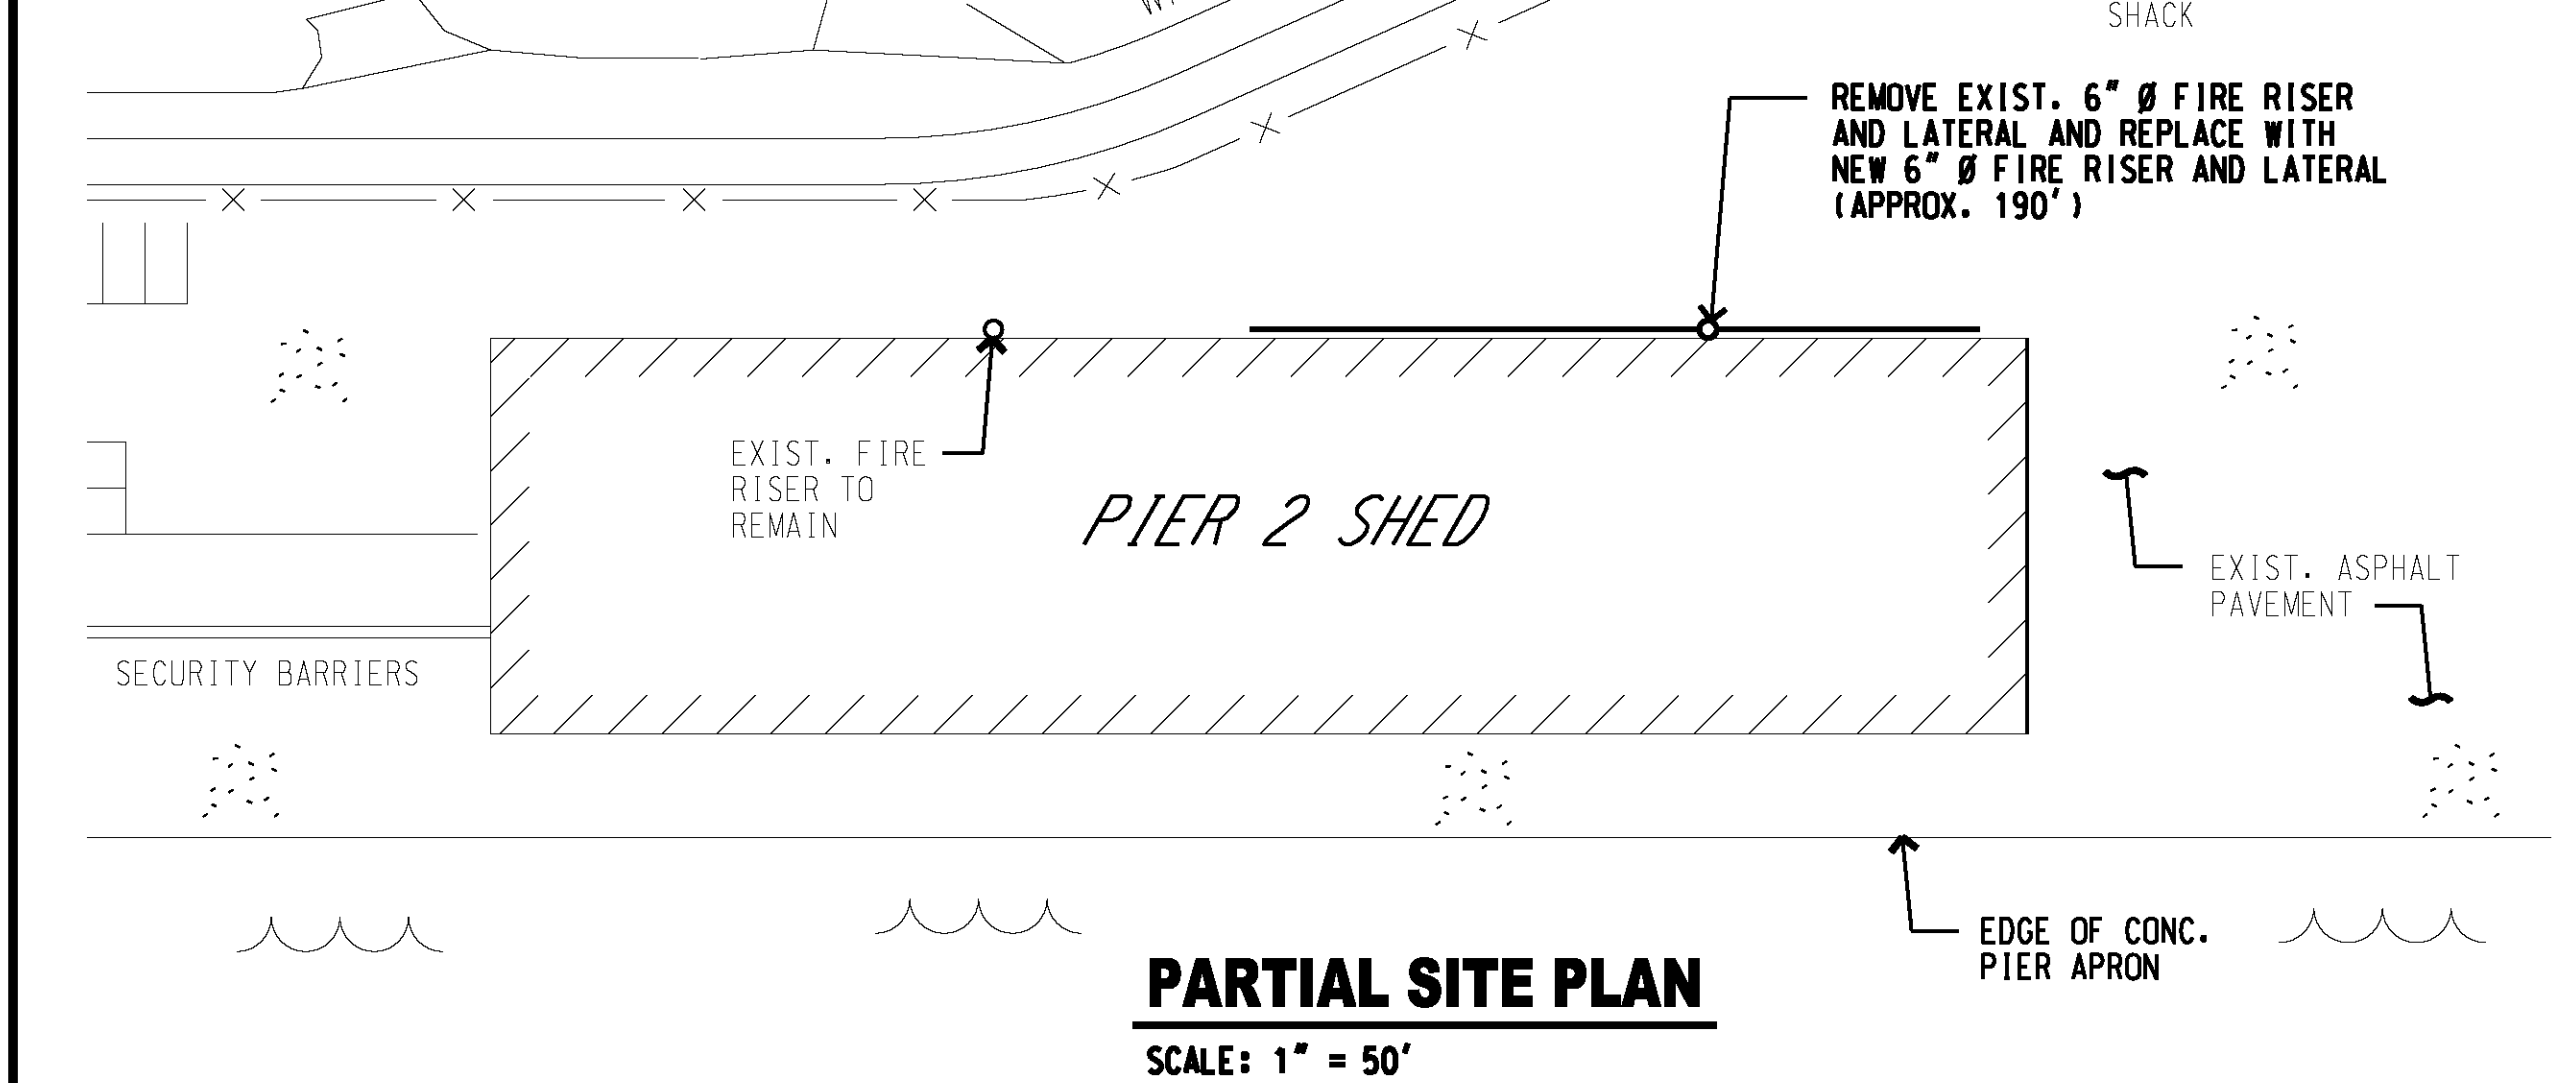 SHACK
REMOVE EXIST. 6" Ø FIRE RISER
AND LATERAL AND REPLACE WITH
NEW 6" Ø FIRE RISER AND LATERAL
(APPROX. 190')
EXIST. FIRE
RISER TO
REMAIN
PIER 2 SHED
EXIST. ASPHALT
PAVEMENT
SECURITY BARRIERS
EDGE OF CONC.
PIER APRON
PARTIAL SITE PLAN
SCALE: 1" = 50'